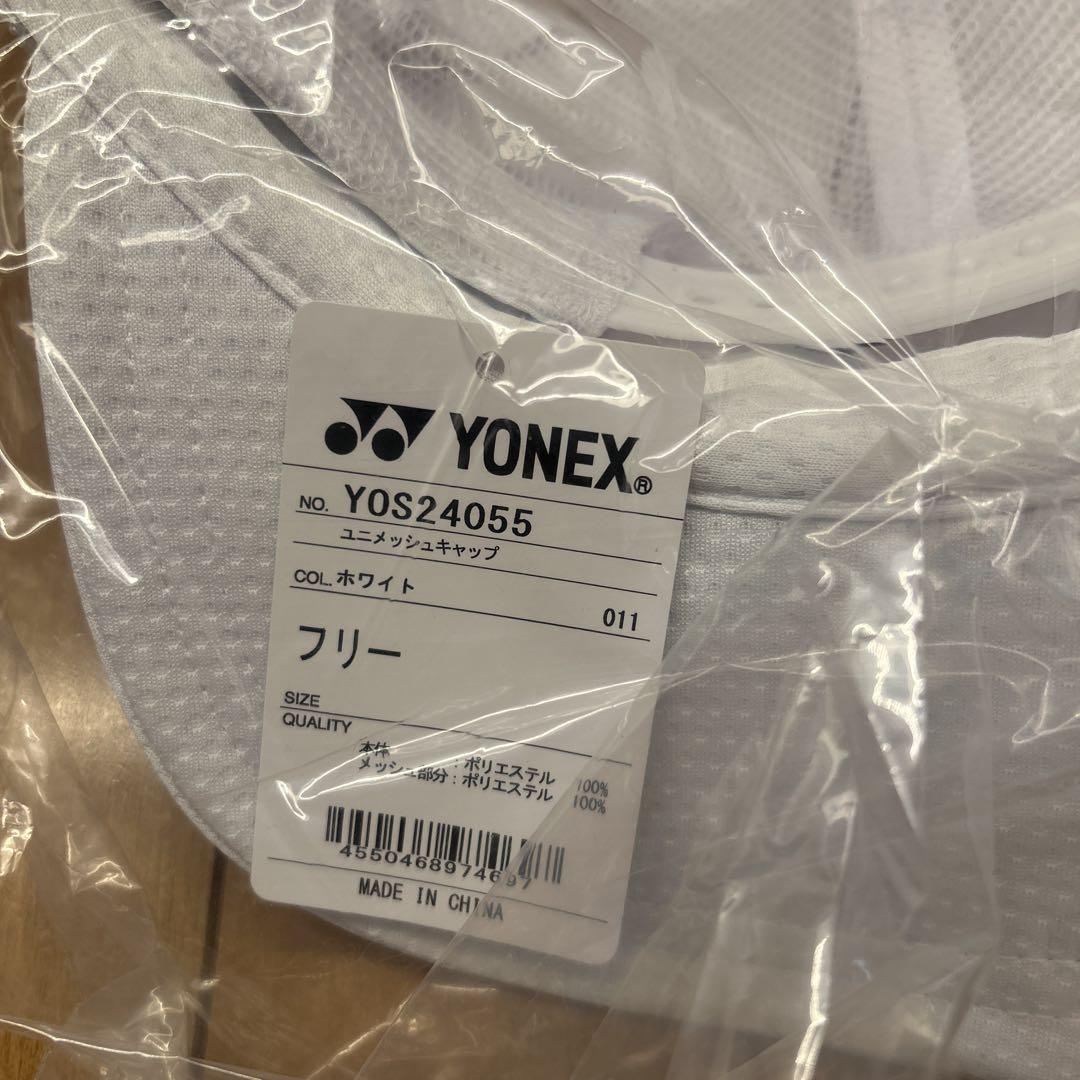 YONEX®
NO. YOS24055
ユニメッシュキャップ
COL. ホワイト 011
フリー
SIZE
QUALITY
本体 : ポリエステル 100%
メッシュ部分 : ポリエステル 100%
4550468974697
MADE IN CHINA